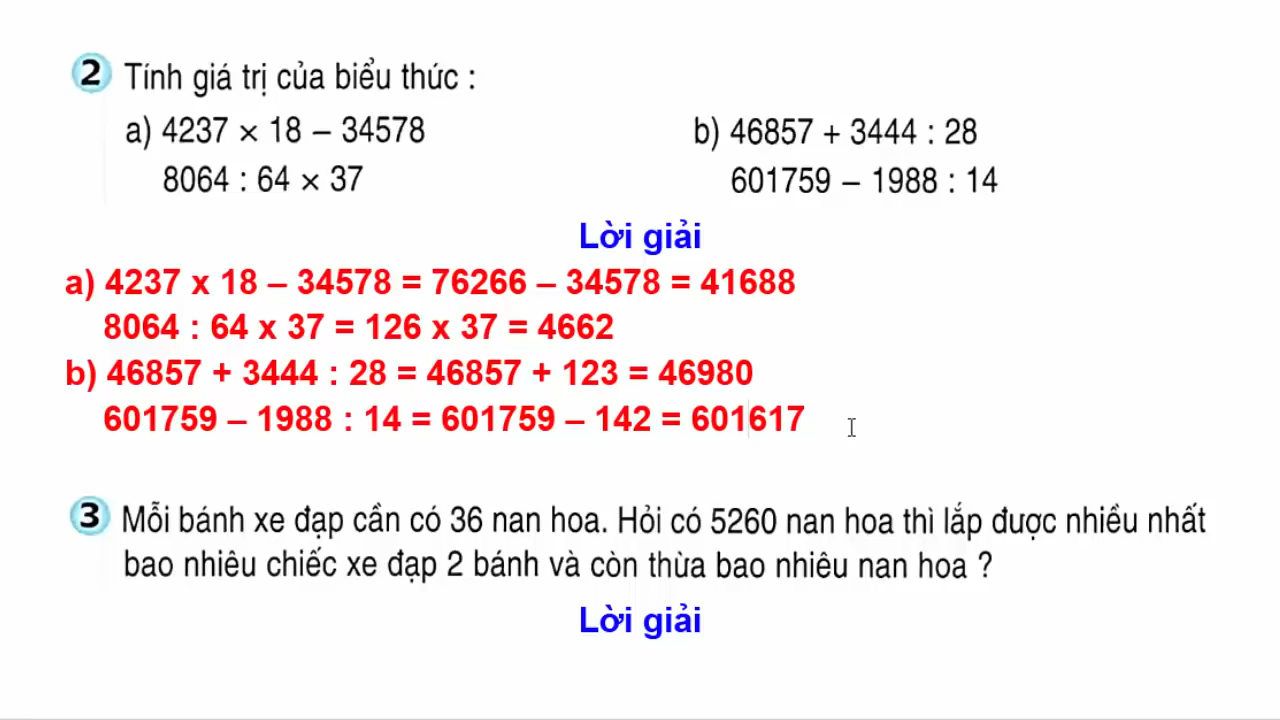 2 Tính giá trị của biểu thức :
a) 4237 × 18 – 34578 b) 46857 + 3444 : 28
8064 : 64 × 37 601759 – 1988 : 14
Lời giải
a) 4237 x 18 – 34578 = 76266 – 34578 = 41688
8064 : 64 x 37 = 126 x 37 = 4662
b) 46857 + 3444 : 28 = 46857 + 123 = 46980
601759 – 1988 : 14 = 601759 – 142 = 601617
3 Mỗi bánh xe đạp cần có 36 nan hoa. Hỏi có 5260 nan hoa thì lắp được nhiều nhất
bao nhiêu chiếc xe đạp 2 bánh và còn thừa bao nhiêu nan hoa ?
Lời giải